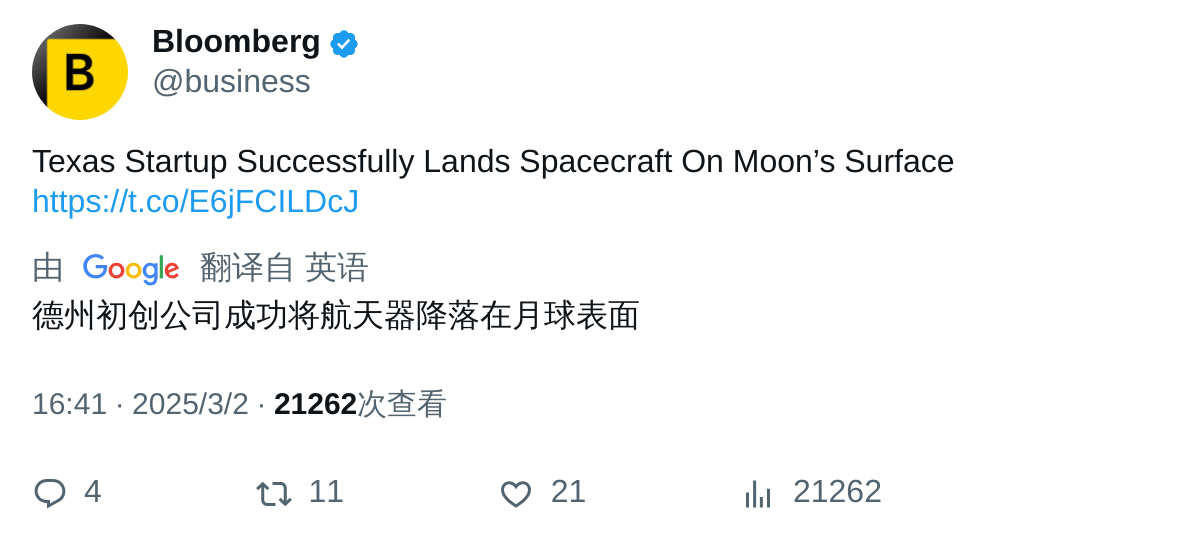 B
Bloomberg
@business
Texas Startup Successfully Lands Spacecraft On Moon’s Surface
https://t.co/E6jFCILDcJ
由 Google 翻译自 英语
德州初创公司成功将航天器降落在月球表面
16:41 · 2025/3/2 · 21262次查看
4 11 21 21262